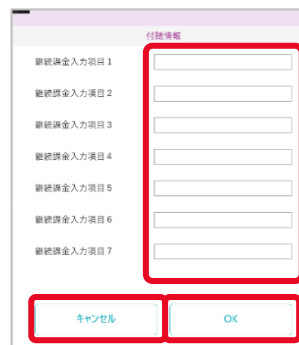 付随情報
継続課金入力項目1
継続課金入力項目2
継続課金入力項目3
継続課金入力項目4
継続課金入力項目5
継続課金入力項目6
継続課金入力項目7
キャンセル
OK